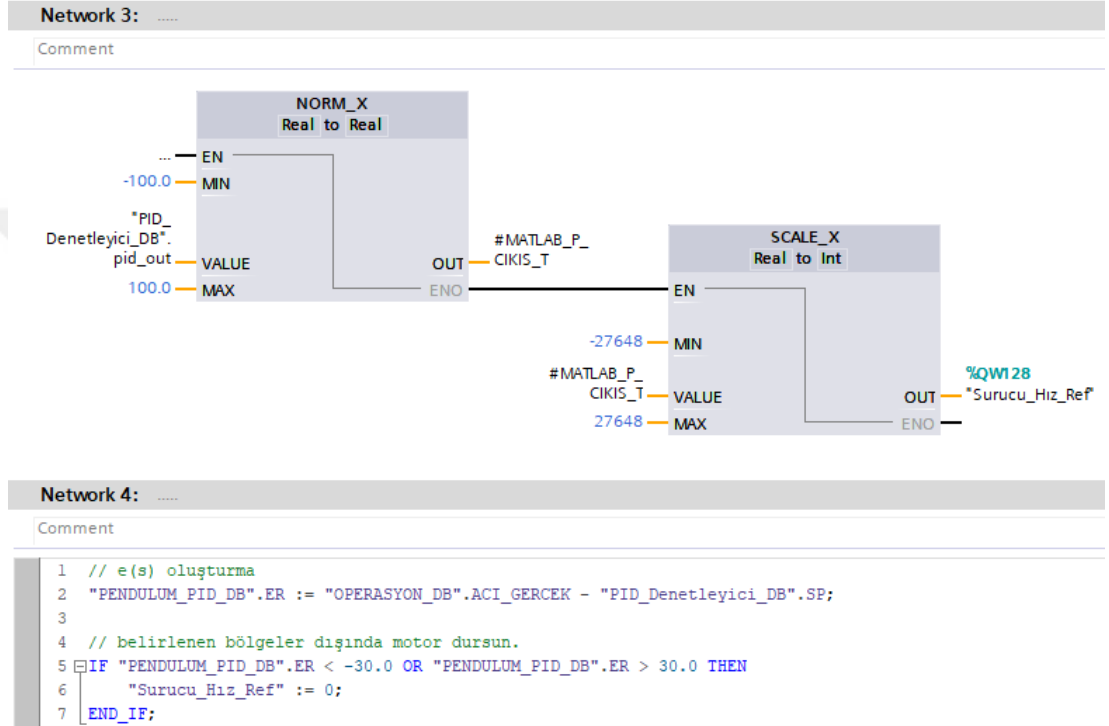 Network 3: .....
Comment
NORM_X
Real to Real
... EN
-100.0 MIN
"PID_
Denetleyici_DB".
pid_out VALUE
100.0 MAX
OUT #MATLAB_P_
CIKIS_T
ENO
SCALE_X
Real to Int
EN
-27648 MIN
#MATLAB_P_
CIKIS_T VALUE
27648 MAX
%QW128
OUT "Surucu_Hız_Ref"
ENO
Network 4: .....
Comment
1 // e(s) oluşturma
2 "PENDULUM_PID_DB".ER := "OPERASYON_DB".ACI_GERCEK - "PID_Denetleyici_DB".SP;
3
4 // belirlenen bölgeler dışında motor dursun.
5 IF "PENDULUM_PID_DB".ER < -30.0 OR "PENDULUM_PID_DB".ER > 30.0 THEN
6 "Surucu_Hız_Ref" := 0;
7 END_IF;